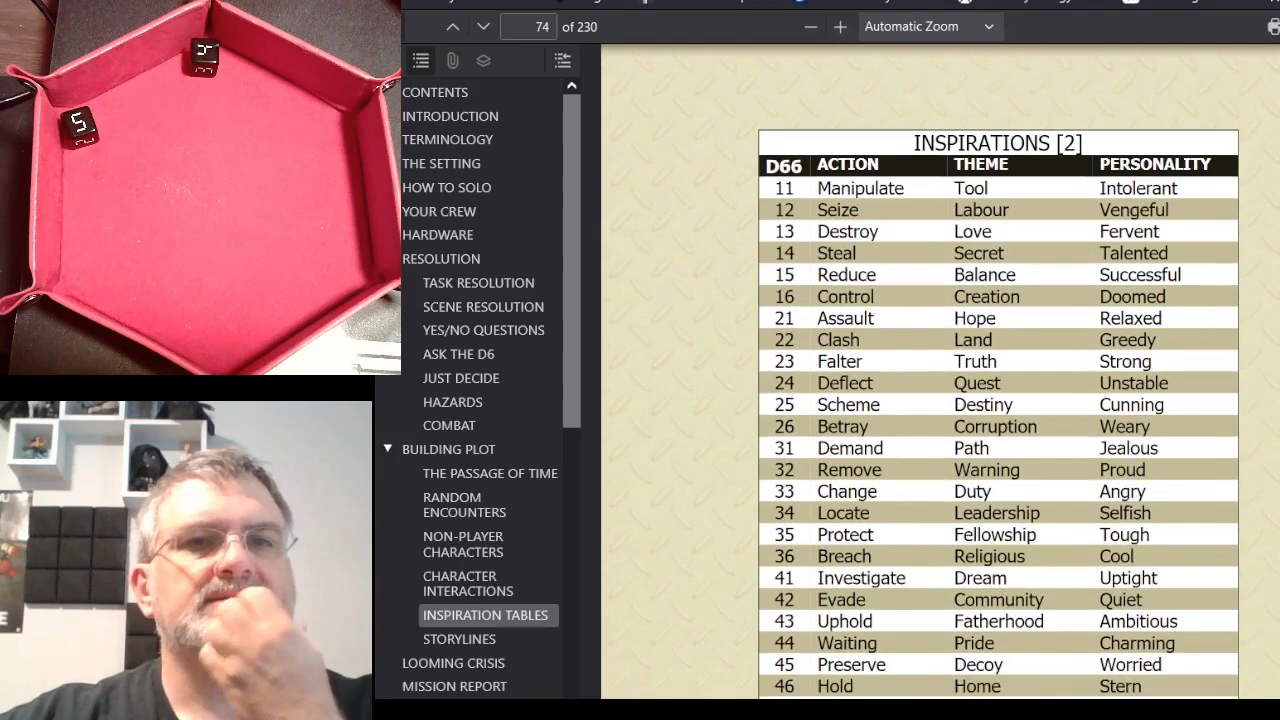 74 of 230
Automatic Zoom
5
CONTENTS
INTRODUCTION
TERMINOLOGY
THE SETTING
HOW TO SOLO
YOUR CREW
HARDWARE
RESOLUTION
TASK RESOLUTION
SCENE RESOLUTION
YES/NO QUESTIONS
ASK THE D6
JUST DECIDE
HAZARDS
COMBAT
BUILDING PLOT
THE PASSAGE OF TIME
RANDOM
ENCOUNTERS
NON-PLAYER
CHARACTERS
CHARACTER
INTERACTIONS
INSPIRATION TABLES
STORYLINES
LOOMING CRISIS
MISSION REPORT
INSPIRATIONS [2]
D66 ACTION THEME PERSONALITY
11 Manipulate Tool Intolerant
12 Seize Labour Vengeful
13 Destroy Love Fervent
14 Steal Secret Talented
15 Reduce Balance Successful
16 Control Creation Doomed
21 Assault Hope Relaxed
22 Clash Land Greedy
23 Falter Truth Strong
24 Deflect Quest Unstable
25 Scheme Destiny Cunning
26 Betray Corruption Weary
31 Demand Path Jealous
32 Remove Warning Proud
33 Change Duty Angry
34 Locate Leadership Selfish
35 Protect Fellowship Tough
36 Breach Religious Cool
41 Investigate Dream Uptight
42 Evade Community Quiet
43 Uphold Fatherhood Ambitious
44 Waiting Pride Charming
45 Preserve Decoy Worried
46 Hold Home Stern